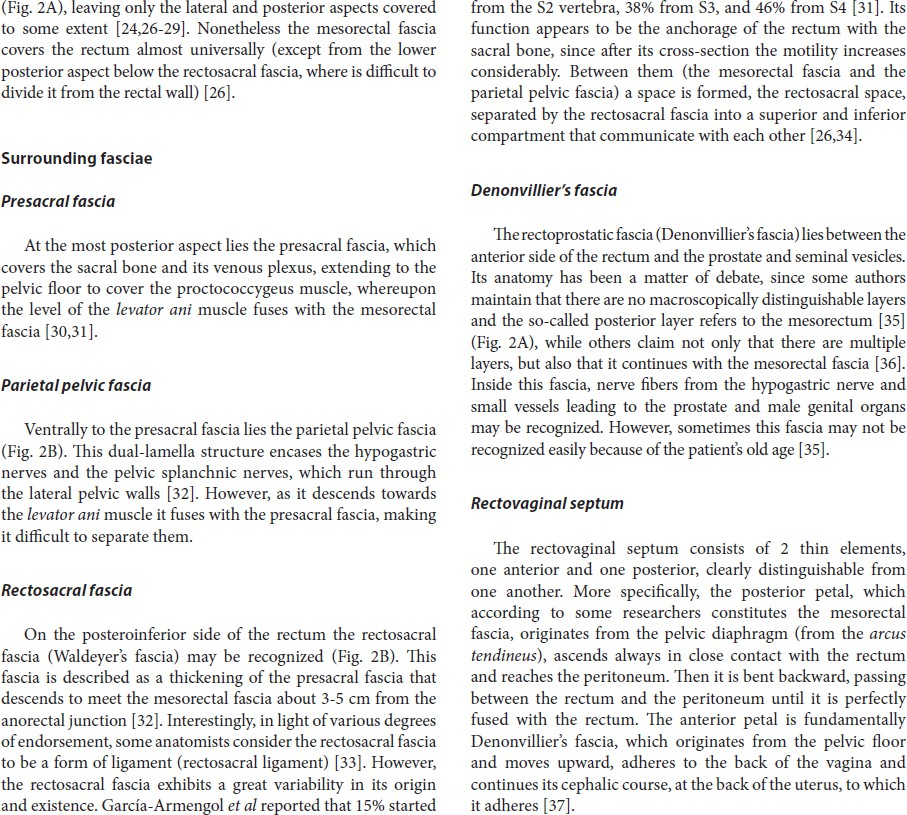 (Fig. 2A), leaving only the lateral and posterior aspects covered
to some extent [24,26-29]. Nonetheless the mesorectal fascia
covers the rectum almost universally (except from the lower
posterior aspect below the rectosacral fascia, where is difficult to
divide it from the rectal wall) [26].
Surrounding fasciae
Presacral fascia
At the most posterior aspect lies the presacral fascia, which
covers the sacral bone and its venous plexus, extending to the
pelvic floor to cover the proctococcygeus muscle, whereupon
the level of the levator ani muscle fuses with the mesorectal
fascia [30,31].
Parietal pelvic fascia
Ventrally to the presacral fascia lies the parietal pelvic fascia
(Fig. 2B). This dual-lamella structure encases the hypogastric
nerves and the pelvic splanchnic nerves, which run through
the lateral pelvic walls [32]. However, as it descends towards
the levator ani muscle it fuses with the presacral fascia, making
it difficult to separate them.
Rectosacral fascia
On the posteroinferior side of the rectum the rectosacral
fascia (Waldeyer's fascia) may be recognized (Fig. 2B). This
fascia is described as a thickening of the presacral fascia that
descends to meet the mesorectal fascia about 3-5 cm from the
anorectal junction [32]. Interestingly, in light of various degrees
of endorsement, some anatomists consider the rectosacral fascia
to be a form of ligament (rectosacral ligament) [33]. However,
the rectosacral fascia exhibits a great variability in its origin
and existence. García-Armengol et al reported that 15% started
from the S2 vertebra, 38% from S3, and 46% from S4 [31]. Its
function appears to be the anchorage of the rectum with the
sacral bone, since after its cross-section the motility increases
considerably. Between them (the mesorectal fascia and the
parietal pelvic fascia) a space is formed, the rectosacral space,
separated by the rectosacral fascia into a superior and inferior
compartment that communicate with each other [26,34].
Denonvillier's fascia
The rectoprostatic fascia (Denonvillier's fascia) lies between the
anterior side of the rectum and the prostate and seminal vesicles.
Its anatomy has been a matter of debate, since some authors
maintain that there are no macroscopically distinguishable layers
and the so-called posterior layer refers to the mesorectum [35]
(Fig. 2A), while others claim not only that there are multiple
layers, but also that it continues with the mesorectal fascia [36].
Inside this fascia, nerve fibers from the hypogastric nerve and
small vessels leading to the prostate and male genital organs
may be recognized. However, sometimes this fascia may not be
recognized easily because of the patient's old age [35].
Rectovaginal septum
The rectovaginal septum consists of 2 thin elements,
one anterior and one posterior, clearly distinguishable from
one another. More specifically, the posterior petal, which
according to some researchers constitutes the mesorectal
fascia, originates from the pelvic diaphragm (from the arcus
tendineus), ascends always in close contact with the rectum
and reaches the peritoneum. Then it is bent backward, passing
between the rectum and the peritoneum until it is perfectly
fused with the rectum. The anterior petal is fundamentally
Denonvillier's fascia, which originates from the pelvic floor
and moves upward, adheres to the back of the vagina and
continues its cephalic course, at the back of the uterus, to which
it adheres [37].